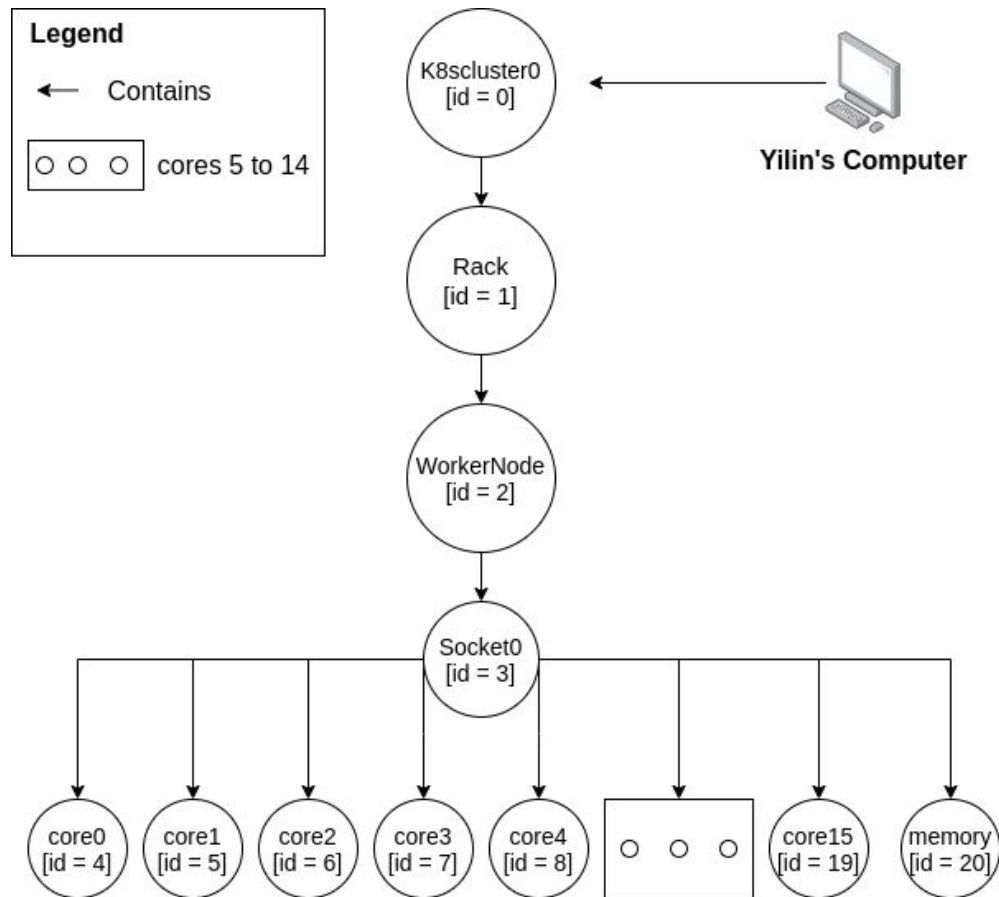 Legend
Contains
cores 5 to 14
K8scluster0
[id = 0]
Yilin's Computer
Rack
[id = 1]
WorkerNode
[id = 2]
Socket0
[id = 3]
core0
[id = 4]
core1
[id = 5]
core2
[id = 6]
core3
[id = 7]
core4
[id = 8]
core15
[id = 19]
memory
[id = 20]